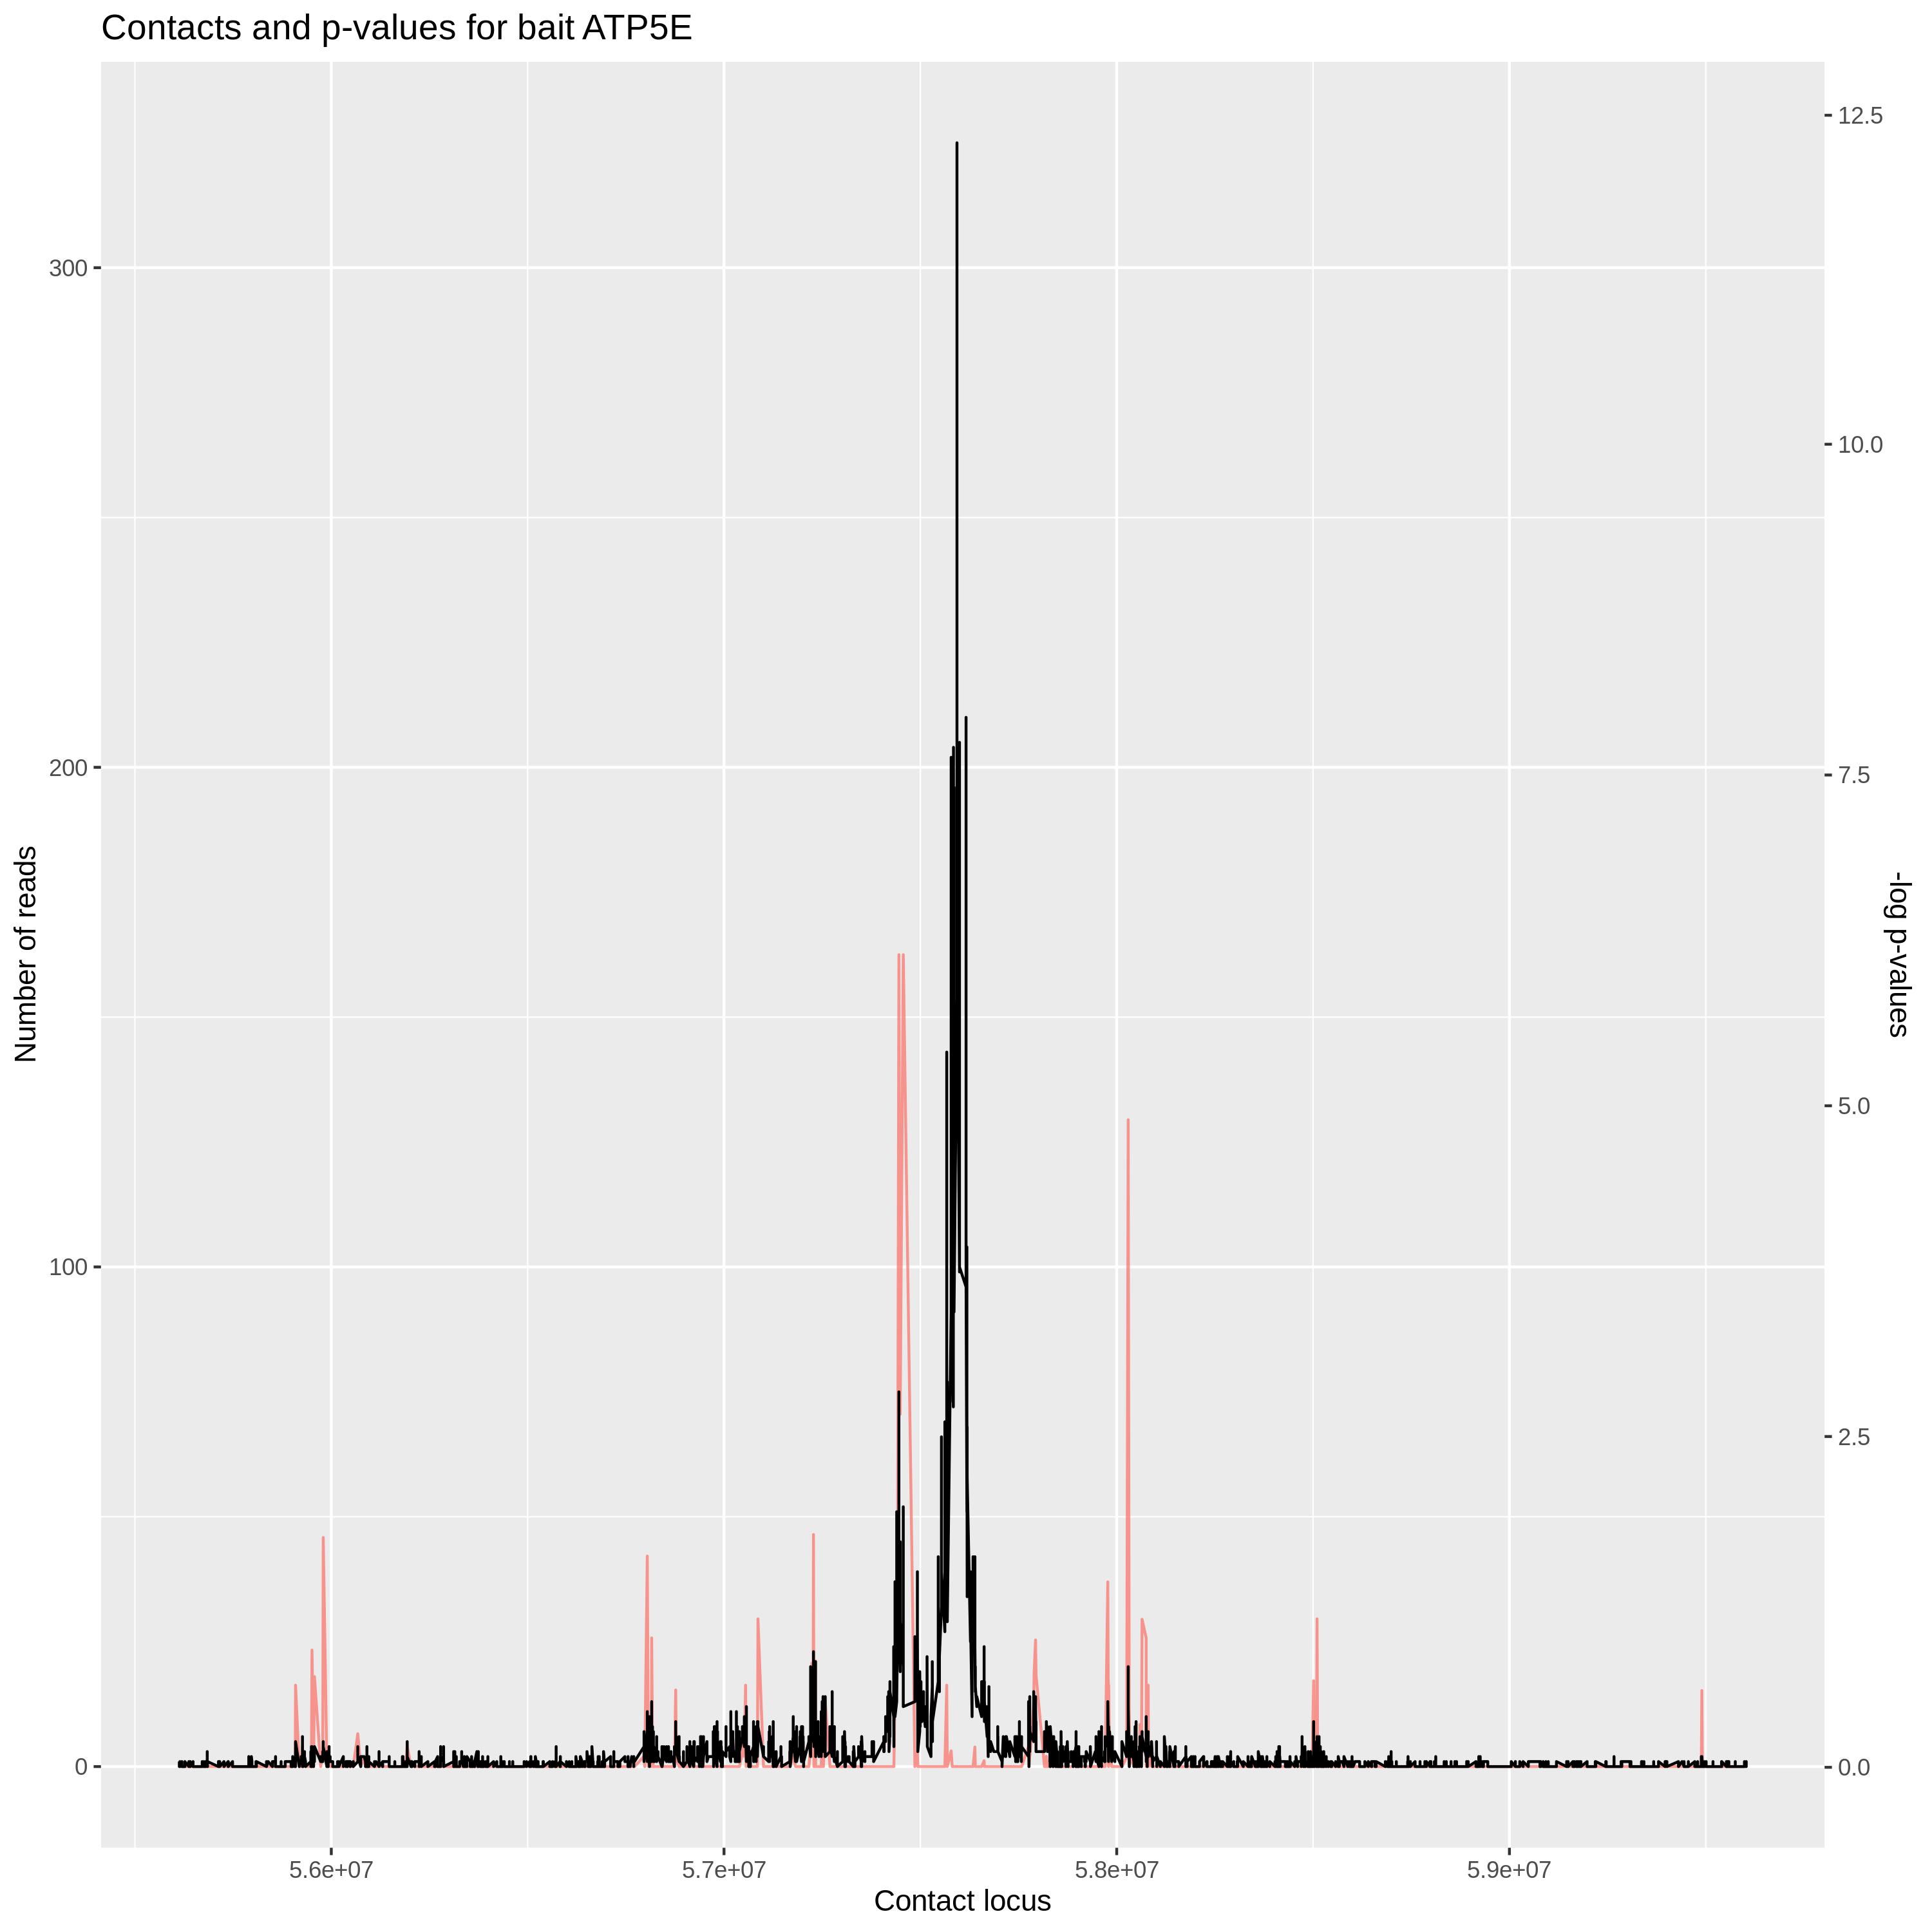 Contacts and p-values for bait ATP5E
Number of reads
300
200
100
0
12.5
10.0
7.5
5.0
2.5
0.0
-log p-values
5.6e+07 5.7e+07 5.8e+07 5.9e+07
Contact locus